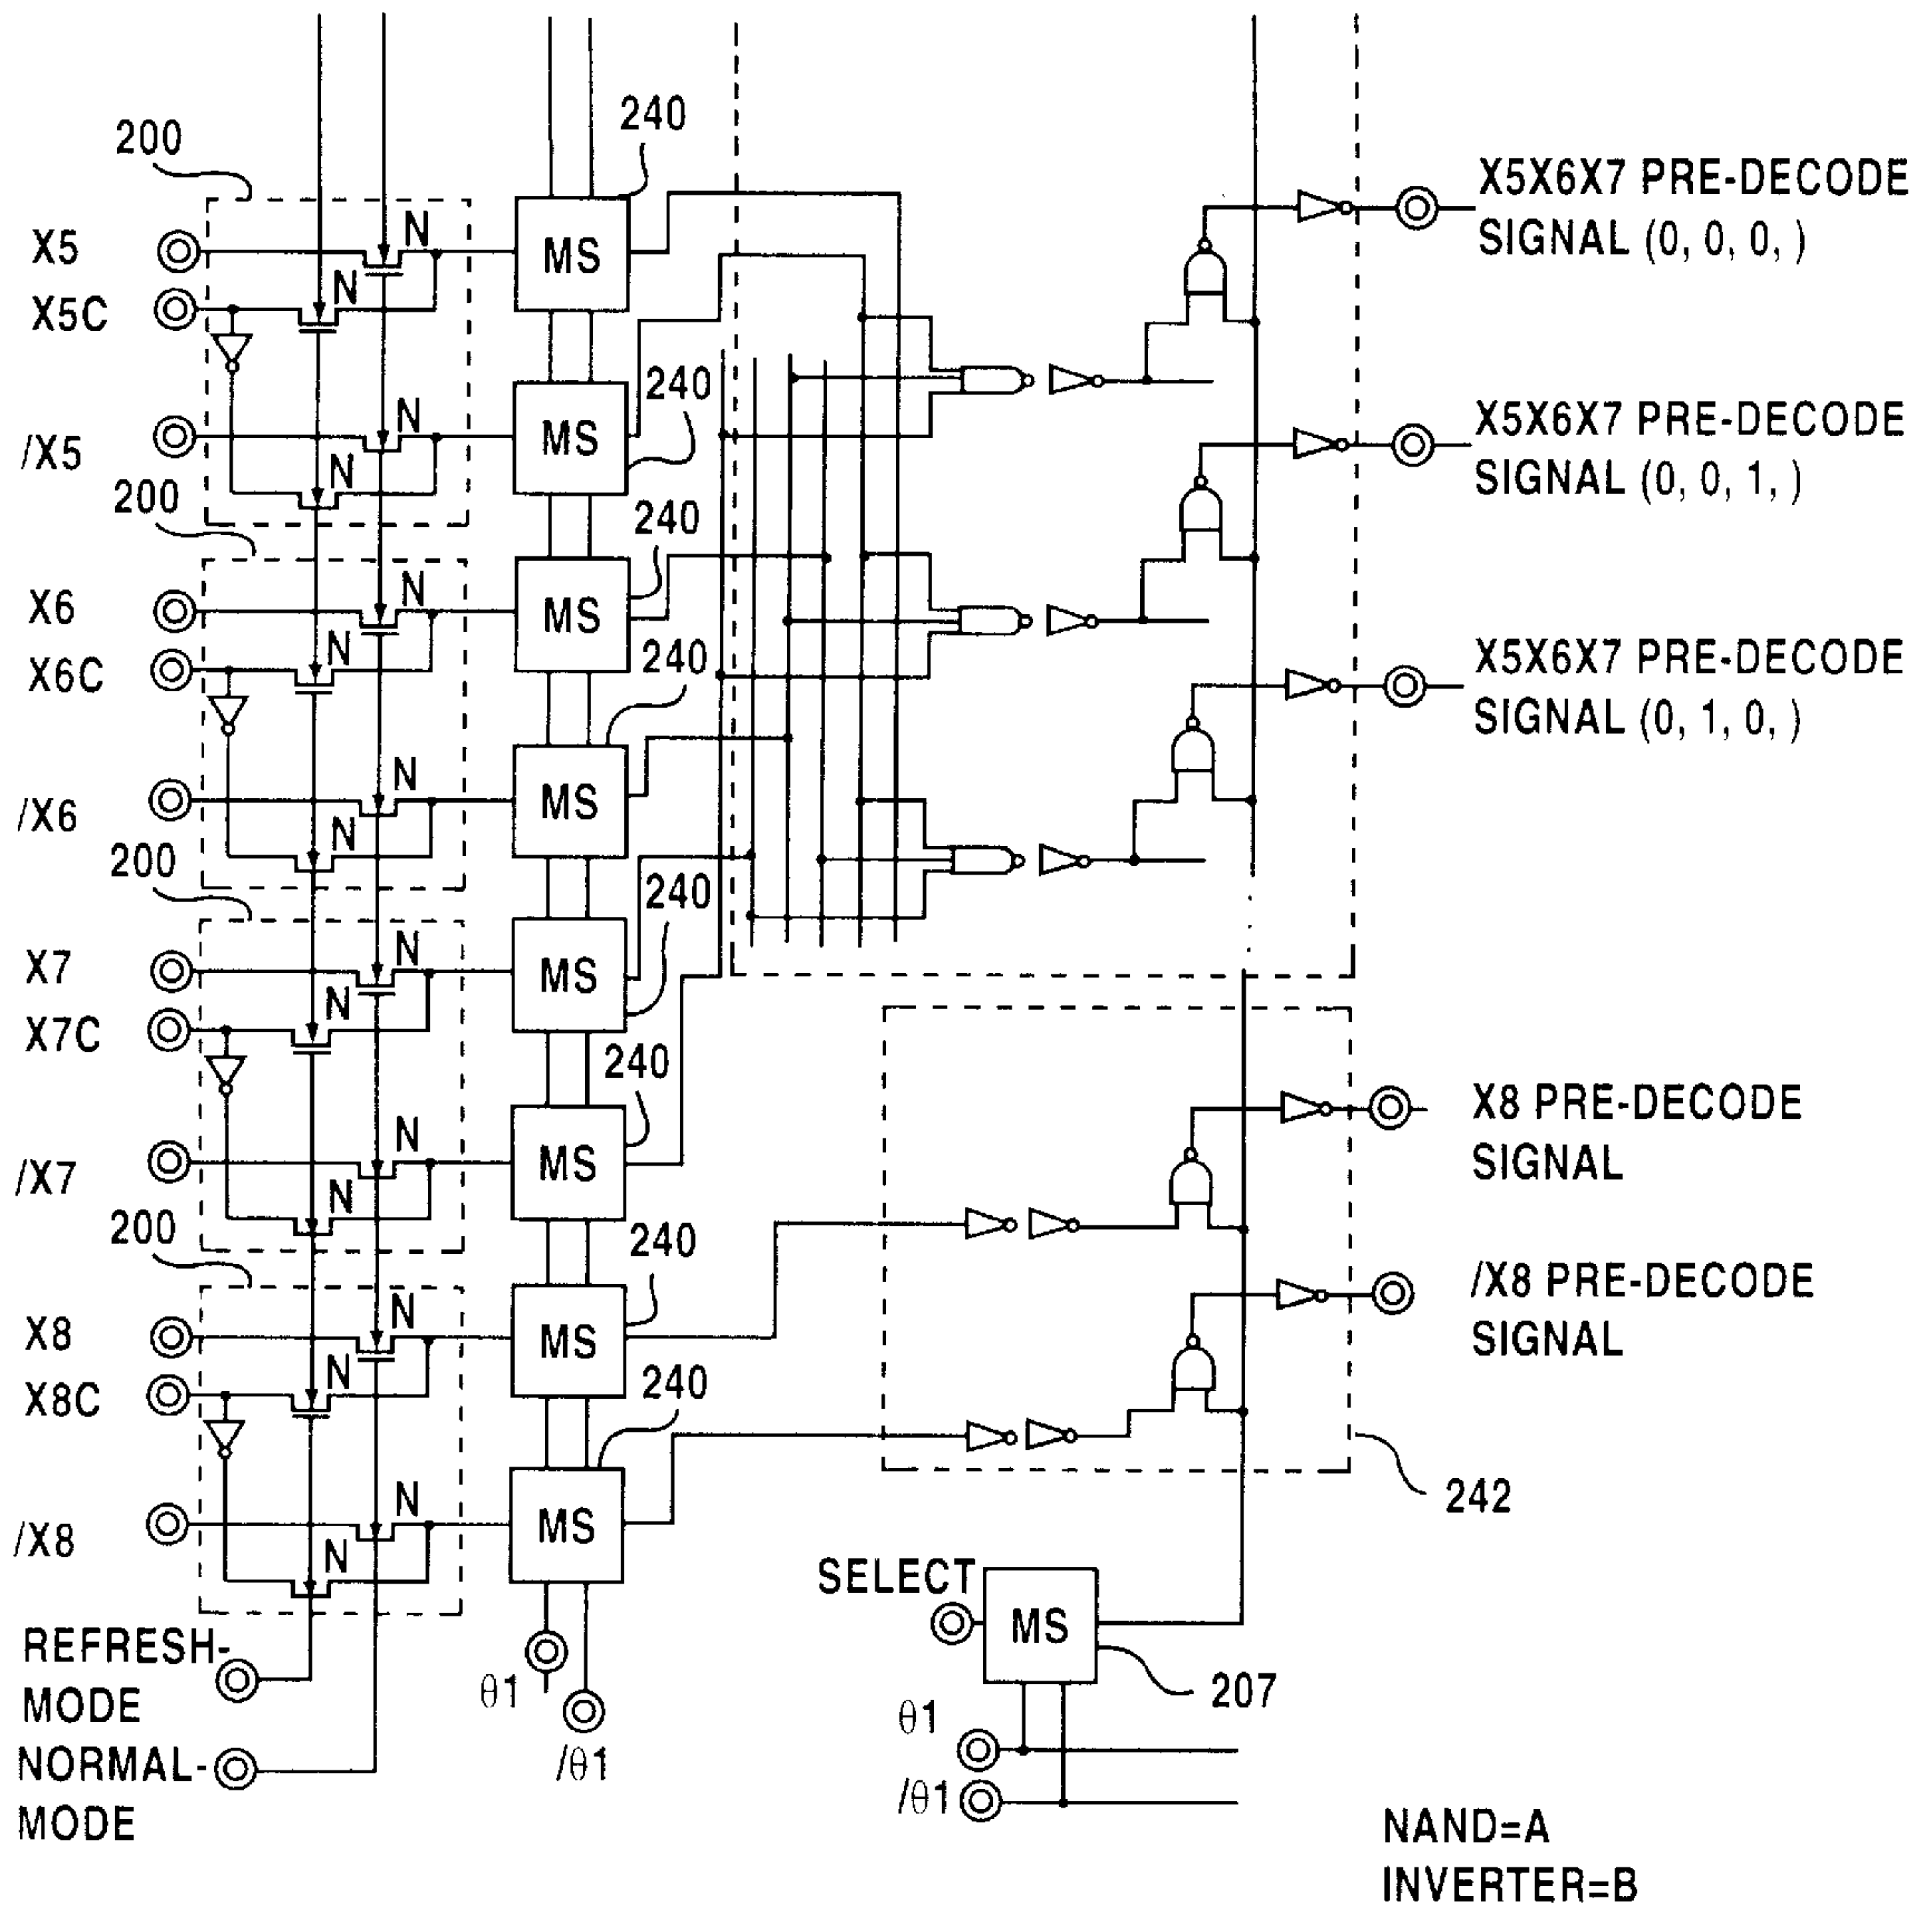 240
200
X5X6X7 PRE-DECODE
SIGNAL (0, 0, 0, )
X5
N
MS
X5C
N
240
X5X6X7 PRE-DECODE
SIGNAL (0, 0, 1, )
/X5
N
MS
N
200
240
X6
N
MS
X6C
N
240
X5X6X7 PRE-DECODE
SIGNAL (0, 1, 0, )
/X6
N
MS
N
200
240
X7
N
MS
X7C
N
240
X8 PRE-DECODE
SIGNAL
/X7
N
MS
N
200
240
/X8 PRE-DECODE
SIGNAL
X8
N
MS
X8C
N
240
242
/X8
N
MS
N
SELECT
MS
207
REFRESH-
MODE
NORMAL-
MODE
θ1
/θ1
θ1
/θ1
NAND=A
INVERTER=B